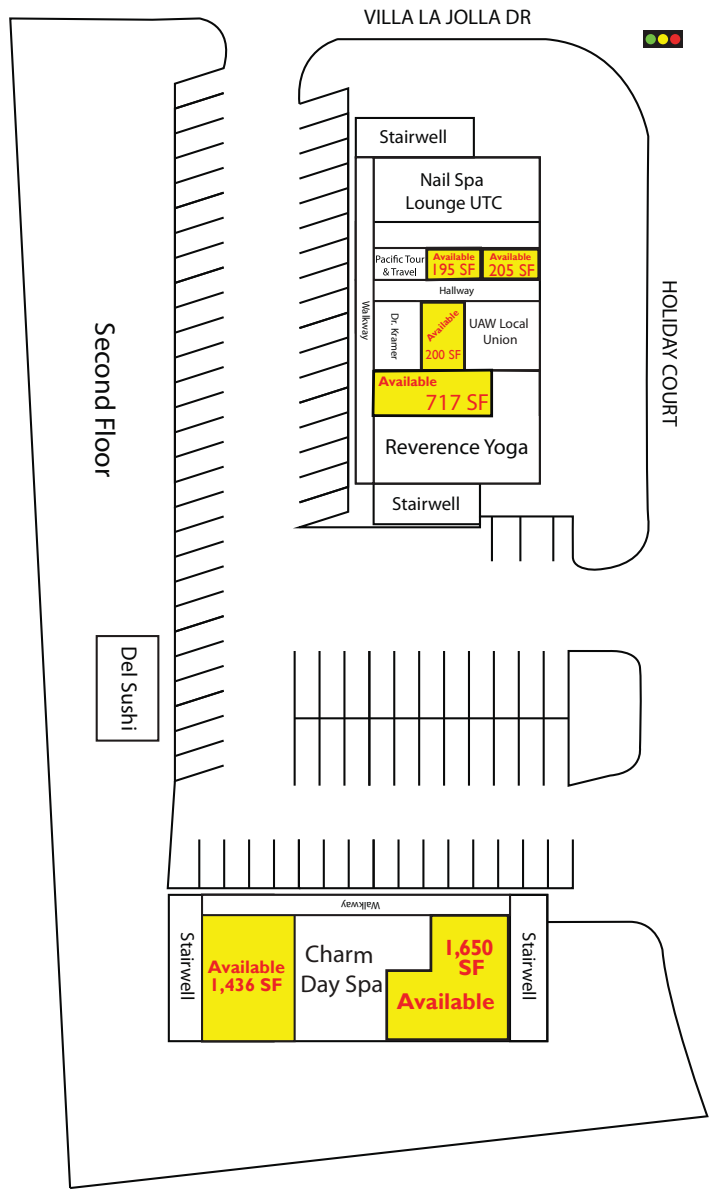 VILLA LA JOLLA DR
Stairwell
Nail Spa
Lounge UTC
Pacific Tour
& Travel
Available
195 SF
Available
205 SF
Hallway
Walkway
Dr. Kramer
Available
200 SF
UAW Local
Union
Available
717 SF
Reverence Yoga
Stairwell
HOLIDAY COURT
Second Floor
Del Sushi
Walkway
Stairwell
Available
1,436 SF
Charm
Day Spa
1,650
SF
Available
Stairwell